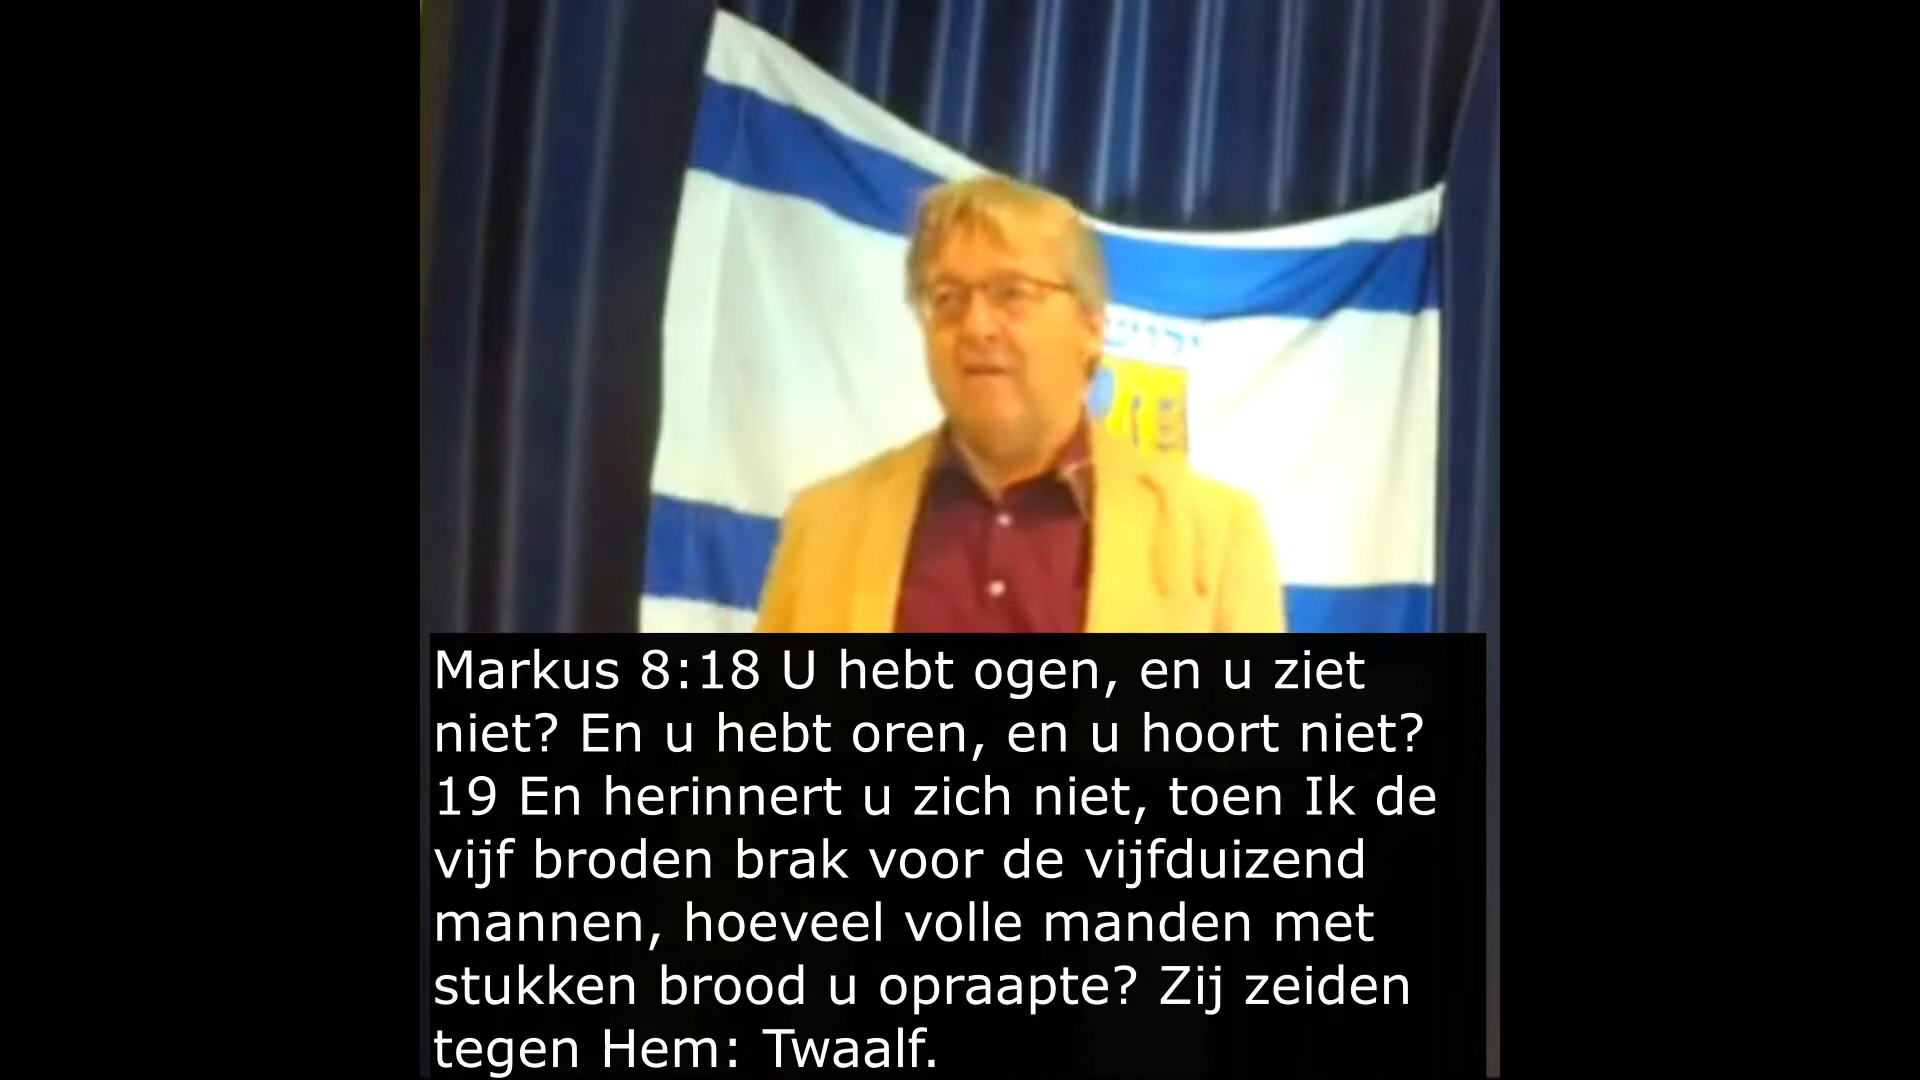 ירוש
Markus 8:18 U hebt ogen, en u ziet
niet? En u hebt oren, en u hoort niet?
19 En herinnert u zich niet, toen Ik de
vijf broden brak voor de vijfduizend
mannen, hoeveel volle manden met
stukken brood u opraapte? Zij zeiden
tegen Hem: Twaalf.